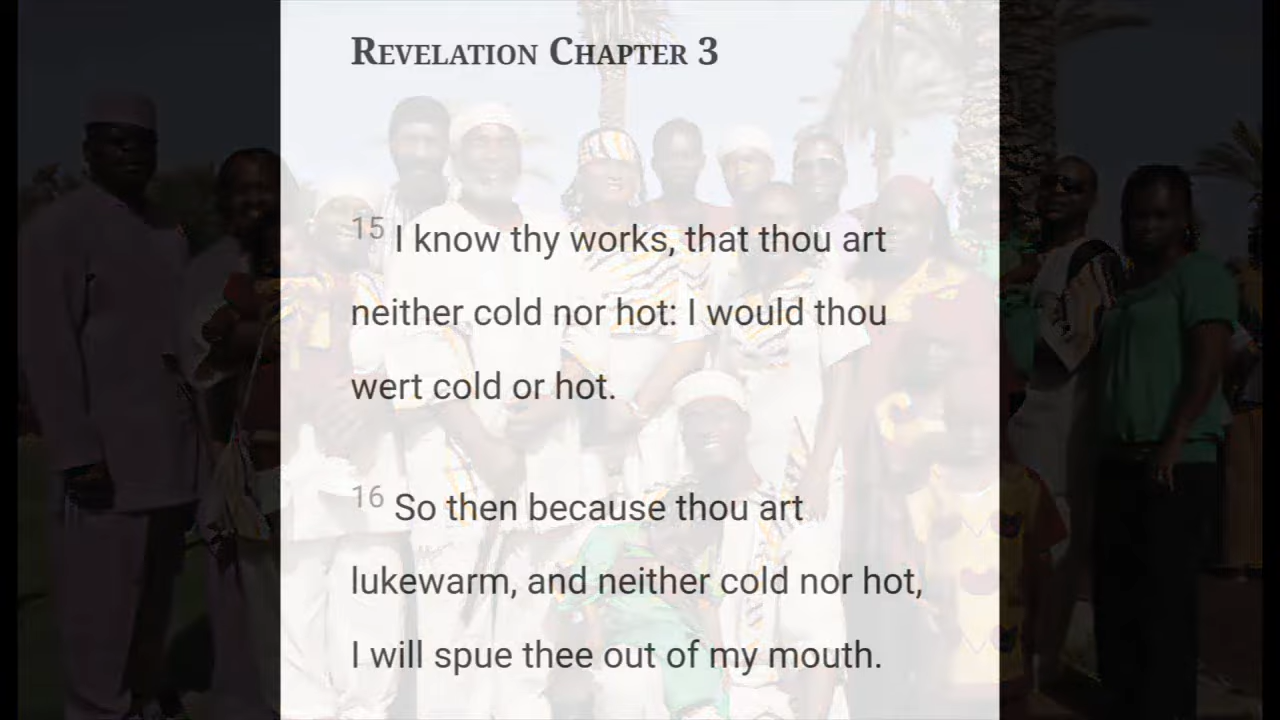 Revelation Chapter 3
15 I know thy works, that thou art
neither cold nor hot: I would thou
wert cold or hot.
16 So then because thou art
lukewarm, and neither cold nor hot,
I will spue thee out of my mouth.